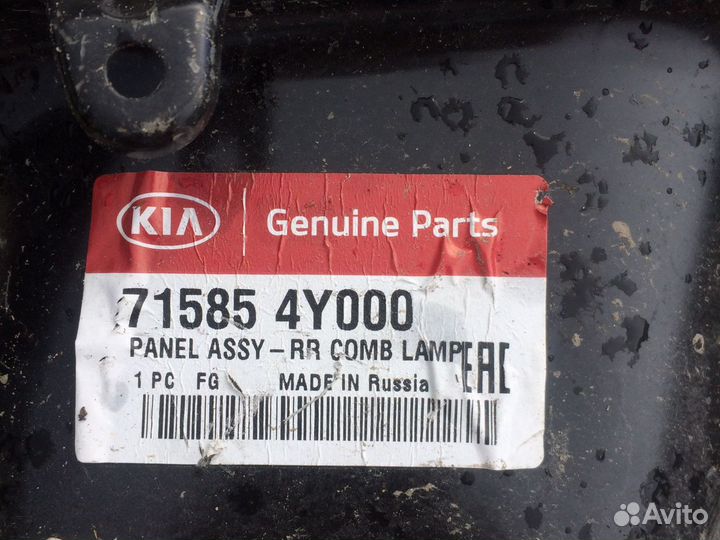 KIA Genuine Parts
71585 4Y000
PANEL ASSY-RR COMB LAMP
EAC
1 PC FG MADE IN Russia
Avito